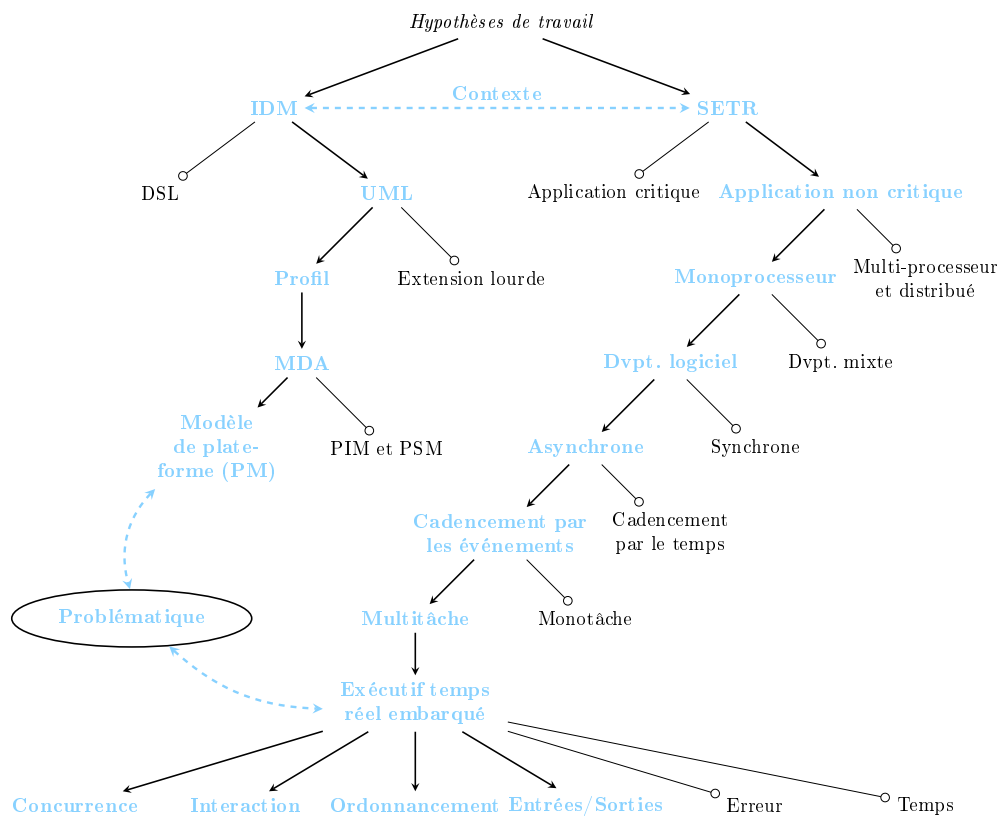 Hypothèses de travail
Contexte
IDM
SETR
DSL
UML
Application critique
Application non critique
Profil
Extension lourde
Monoprocesseur
Multi-processeur
et distribué
MDA
Dvpt. logiciel
Dvpt. mixte
Modèle
de plate-
forme (PM)
PIM et PSM
Asynchrone
Synchrone
Cadencement par
les événements
Cadencement
par le temps
Problématique
Multitâche
Monotâche
Exécutif temps
réel embarqué
Concurrence
Interaction
Ordonnancement
Entrées/Sorties
Erreur
Temps